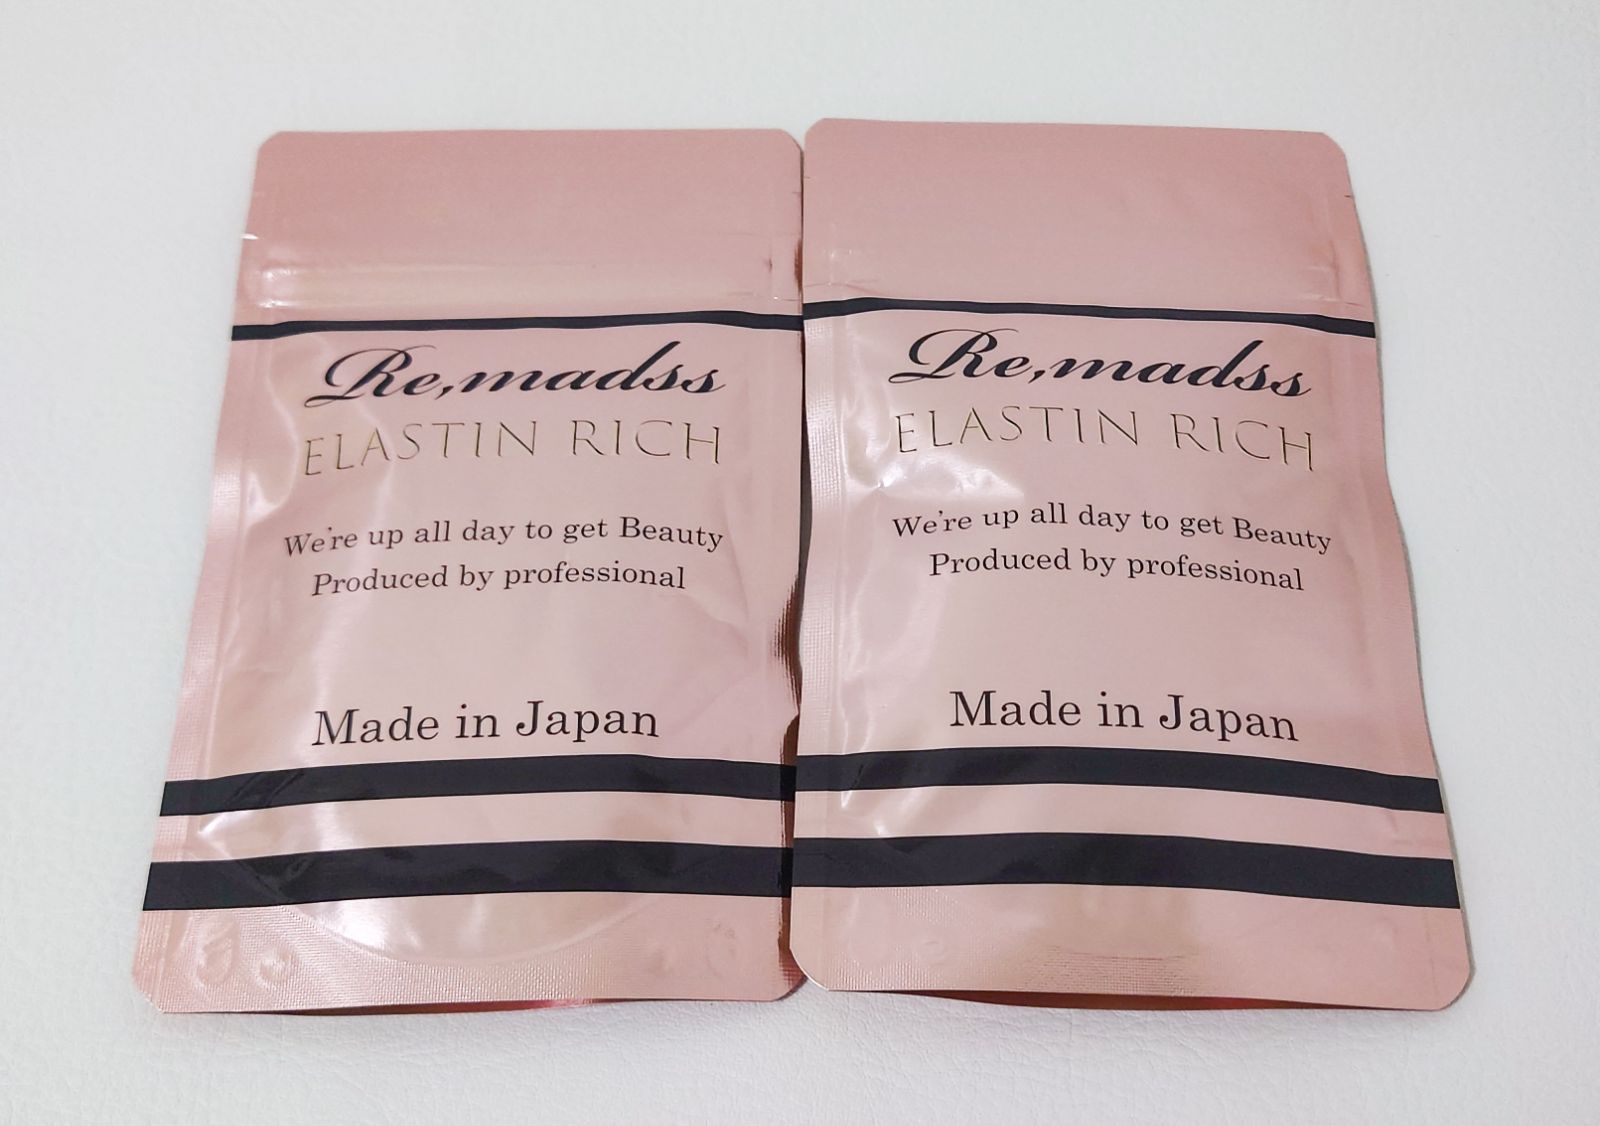 Re,madss
ELASTIN RICH
We're up all day to get Beauty
Produced by professional
Made in Japan
Re,madss
ELASTIN RICH
We're up all day to get Beauty
Produced by professional
Made in Japan